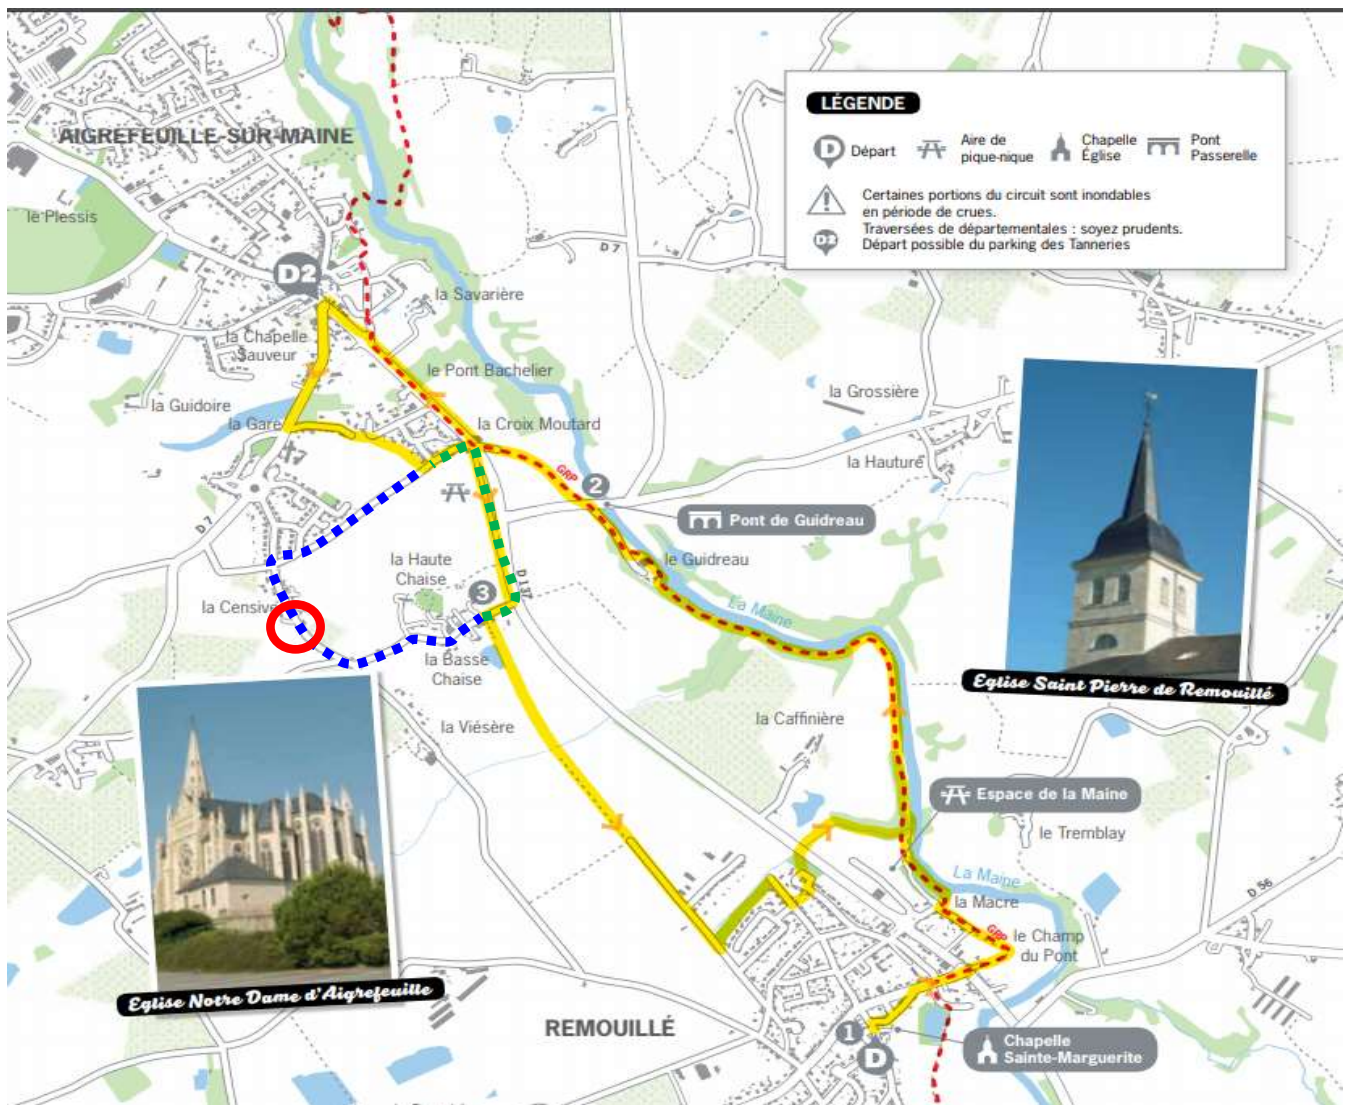 LÉGENDE
D Départ
Aire de
pique-nique
Chapelle
Église
Pont
Passerelle
Certaines portions du circuit sont inondables
en période de crues.
Traversées de départementales : soyez prudents.
D2 Départ possible du parking des Tanneries
AIGREFEUILLE-SUR-MAINE
le Plessis
D 7
D2
la Savarière
la Chapelle
Sauveur
le Pont Bachelier
la Guidoire
la Gare
la Croix Moutard
la Grossière
la Hauture
GRP
2
Pont de Guidreau
D 7
la Haute
Chaise
le Guidreau
D 137
3
la Censive
La Maine
la Basse
Chaise
Eglise Saint Pierre de Remouillé
la Viésère
la Caffinière
Espace de la Maine
le Tremblay
La Maine
D 56
la Macre
GRP
le Champ
du Pont
Eglise Notre Dame d'Aigrefeuille
REMOUILLÉ
1
D
Chapelle
Sainte-Marguerite